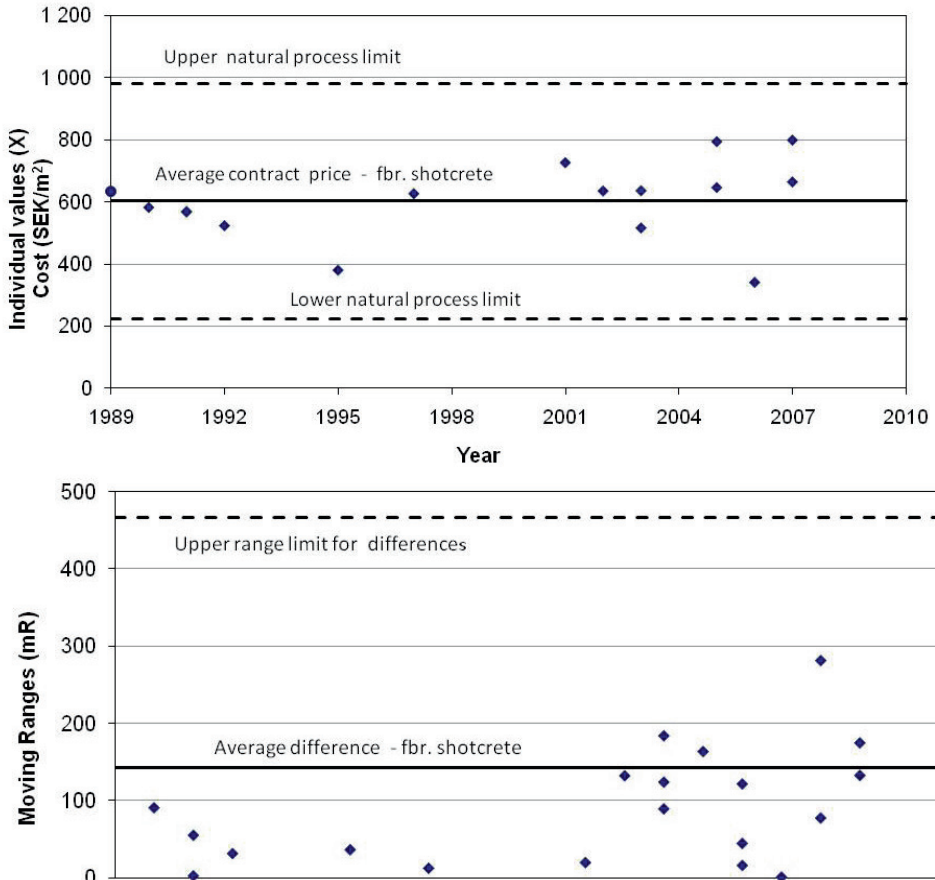 1 200
Upper natural process limit
1 000
800
Average contract price - fbr. shotcrete
600
400
Lower natural process limit
200
0
Individual values (X)
Cost (SEK/m²)
1989 1992 1995 1998 2001 2004 2007 2010
Year
500
Upper range limit for differences
400
300
200
Average difference - fbr. shotcrete
100
0
Moving Ranges (mR)